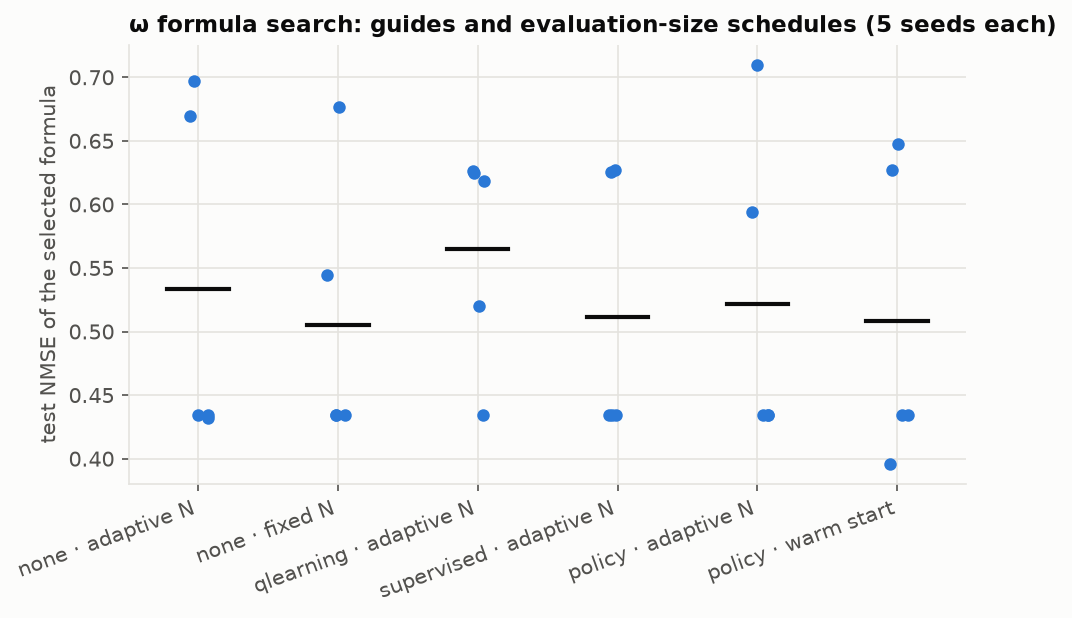 ω formula search: guides and evaluation-size schedules (5 seeds each)
test NMSE of the selected formula
0.70
0.65
0.60
0.55
0.50
0.45
0.40
none · adaptive N
none · fixed N
qlearning · adaptive N
supervised · adaptive N
policy · adaptive N
policy · warm start